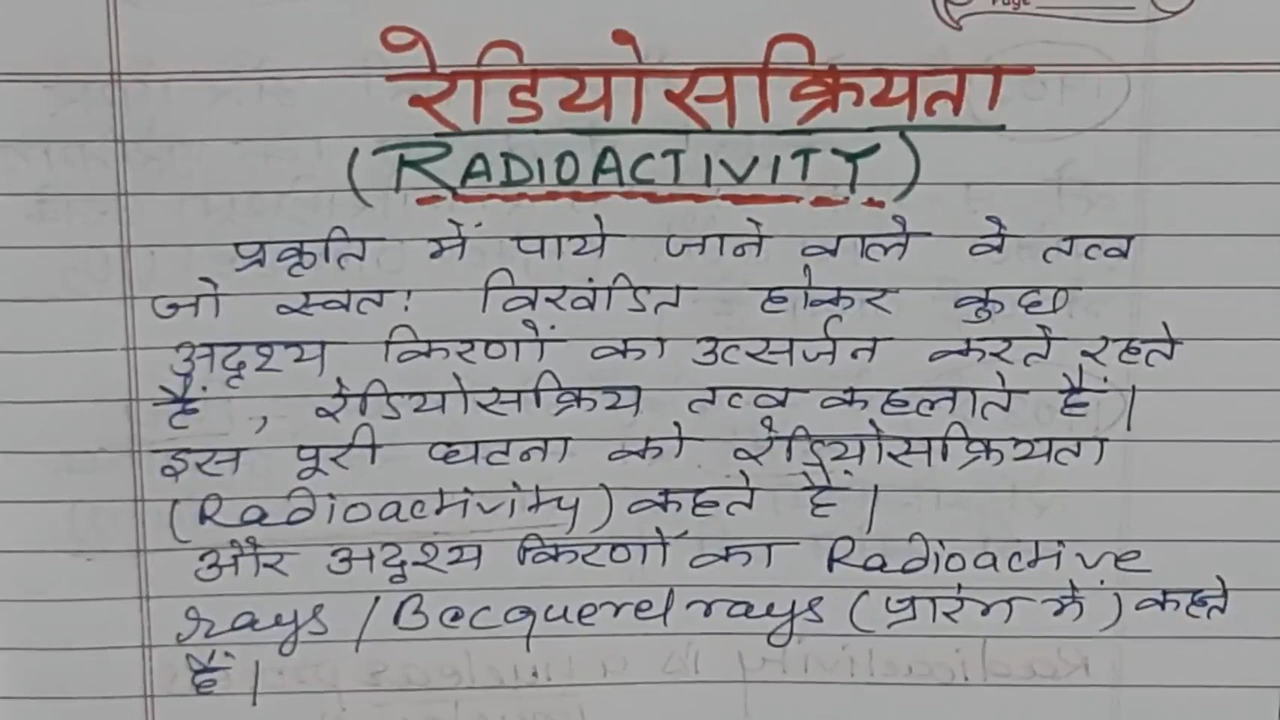 Page
रेडियोसक्रियता
(RADIOACTIVITY)
प्रकृति में पाये जाने वाले वे तत्व
जो स्वतः विखंडित होकर कुछ
अदृश्य किरणों का उत्सर्जन करते रहते
हैं , रेडियोसक्रिय तत्व कहलाते हैं।
इस पूरी घटना को रेडियोसक्रियता
(Radioactivity) कहते हैं।
और अदृश्य किरणों का Radioactive
rays / Becquerel rays (प्रारंभ में) कहते
हैं।